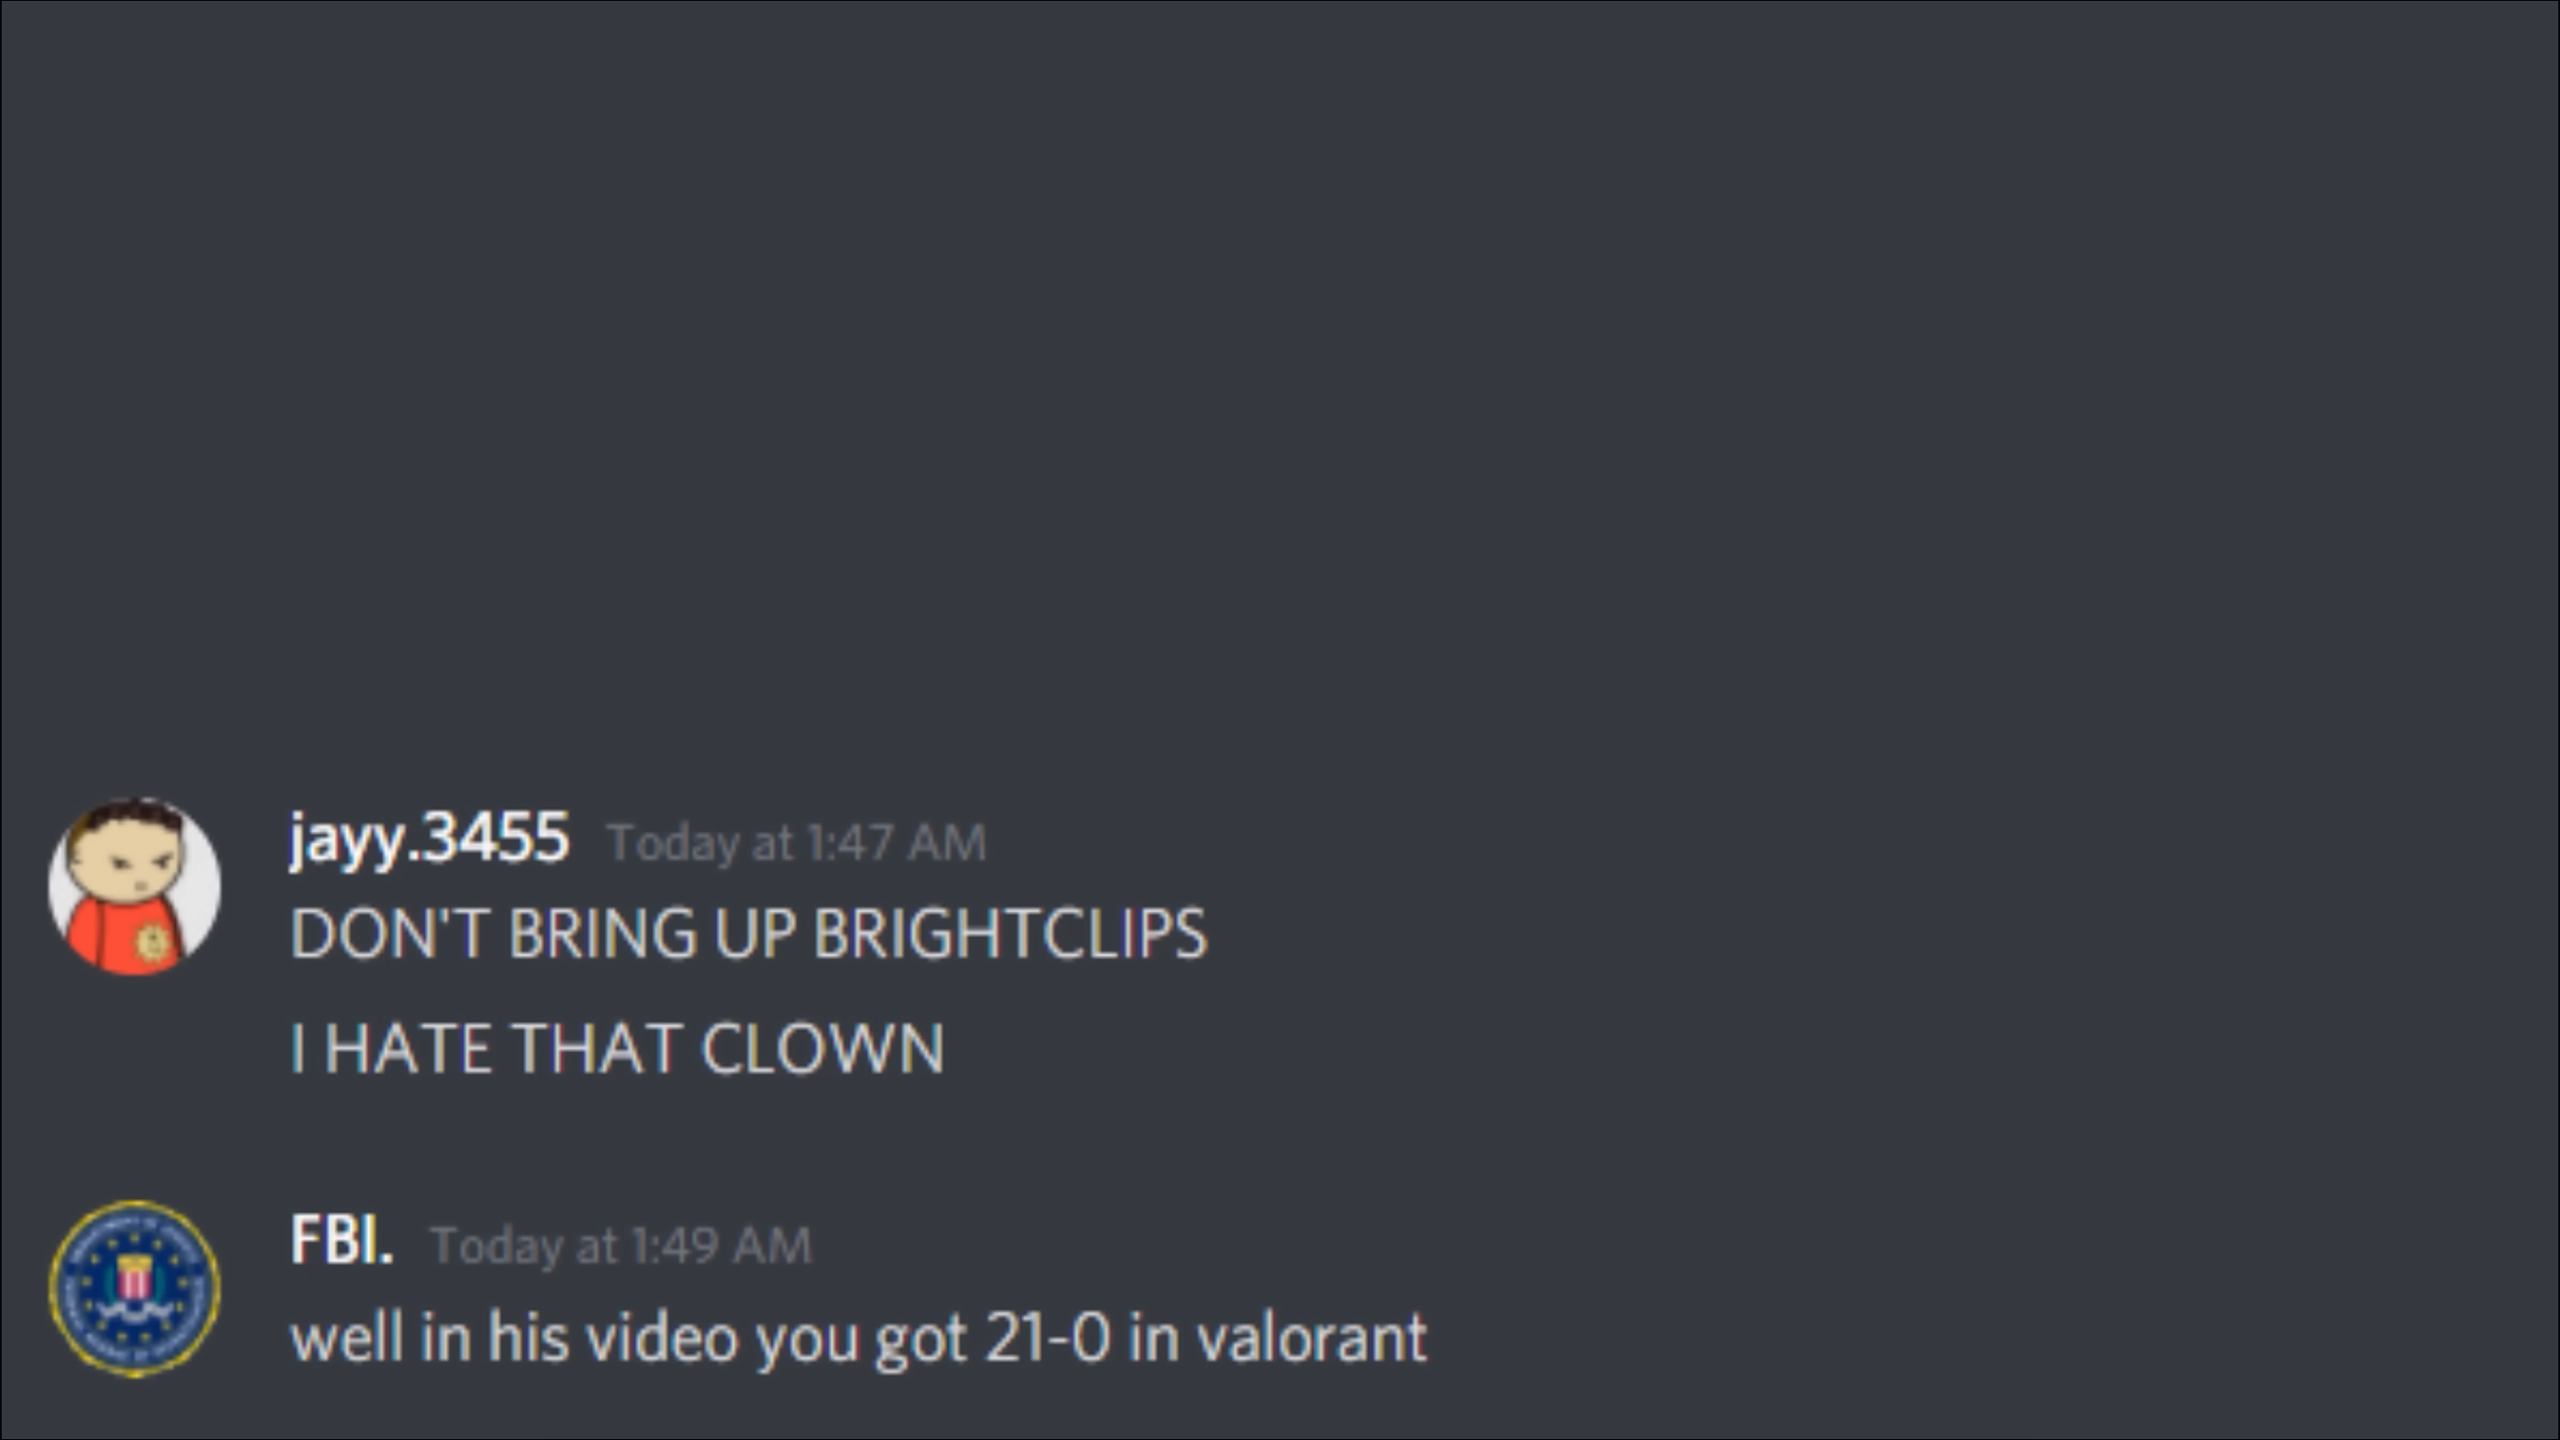 jayy.3455 Today at 1:47 AM
DON'T BRING UP BRIGHTCLIPS
I HATE THAT CLOWN
FBI. Today at 1:49 AM
well in his video you got 21-0 in valorant